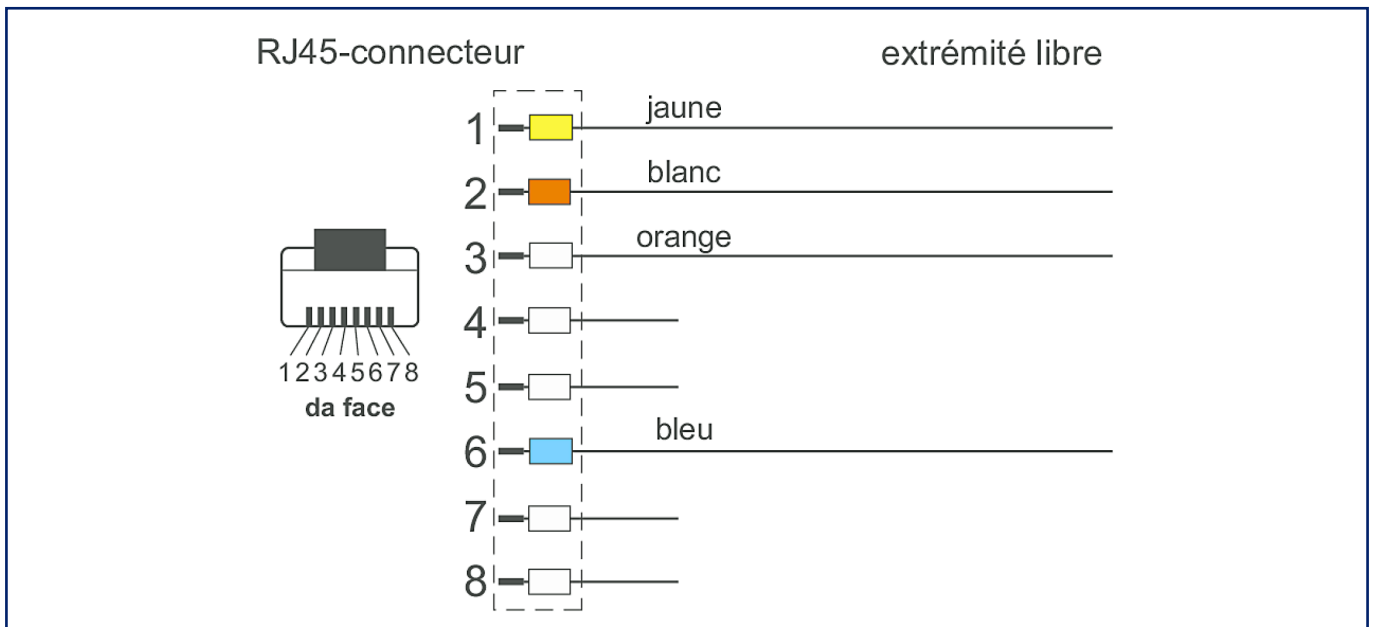 RJ45-connecteur
extrémité libre
1 jaune
2 blanc
3 orange
4
5
6 bleu
7
8
12345678
da face